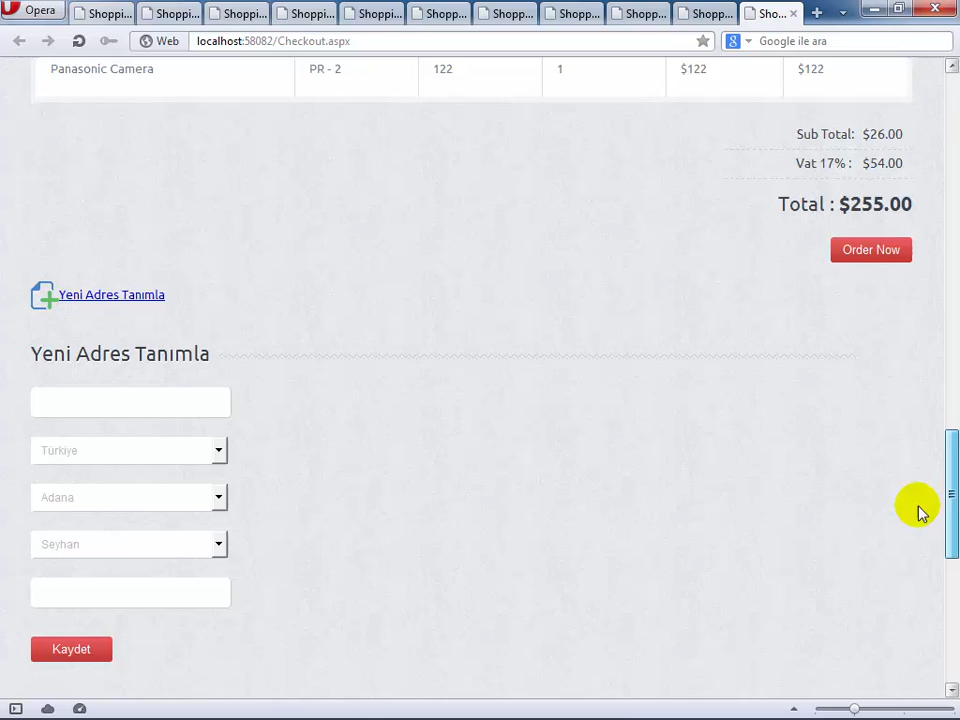 Opera Shoppi... Shoppi... Shoppi... Shoppi... Shoppi... Shopp... Shopp... Shopp... Shopp... Shopp... Sho...
Web localhost:58082/Checkout.aspx Google ile ara
Panasonic Camera PR - 2 122 1 $122 $122
Sub Total: $26.00
Vat 17% : $54.00
Total : $255.00
Order Now
Yeni Adres Tanımla
Yeni Adres Tanımla
Türkiye
Adana
Seyhan
Kaydet